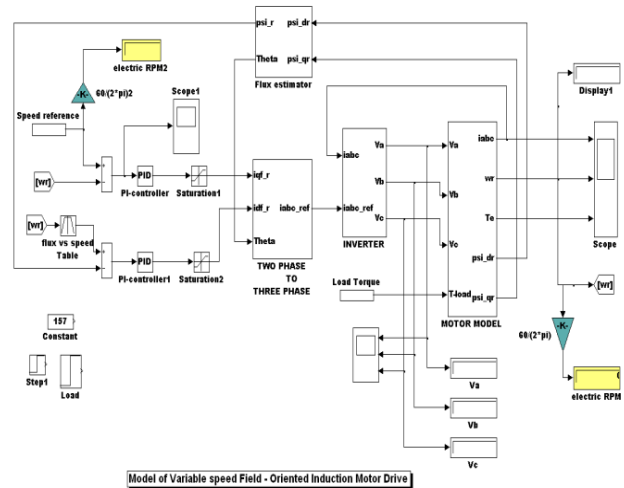 psi_r
psi_dr
Theta
psi_qr
Flux estimator
electric RPM2
-K-
60/(2*pi)2
Speed reference
Scope1
Display1
[wr]
+
-
PID
PI-controller
Saturation1
iqf_r
idf_r
iabc_ref
Theta
TWO PHASE
TO
THREE PHASE
iabc
Va
Vb
iabc_ref
Vc
INVERTER
Va
Vb
Vc
T-load
iabc
wr
Te
psi_dr
psi_qr
MOTOR MODEL
Scope
[wr]
flux vs speed
Table
+
-
PID
PI-controller1
Saturation2
Load Torque
[wr]
60/(2*pi)
-K-
electric RPM
157
Constant
Step1
Load
Va
Vb
Vc
Model of Variable speed Field - Oriented Induction Motor Drive